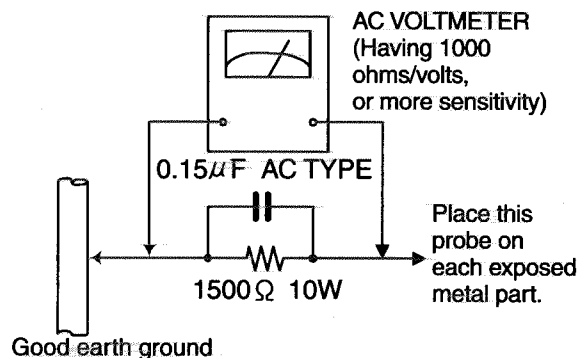 AC VOLTMETER
(Having 1000
ohms/volts,
or more sensitivity)
0.15μF AC TYPE
1500Ω 10W
Place this
probe on
each exposed
metal part.
Good earth ground